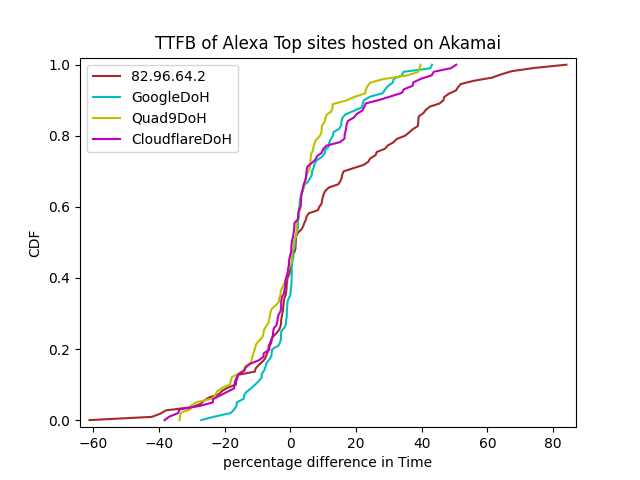 TTFB of Alexa Top sites hosted on Akamai
82.96.64.2
GoogleDoH
Quad9DoH
CloudflareDoH
CDF
1.0
0.8
0.6
0.4
0.2
0.0
−60 −40 −20 0 20 40 60 80
percentage difference in Time